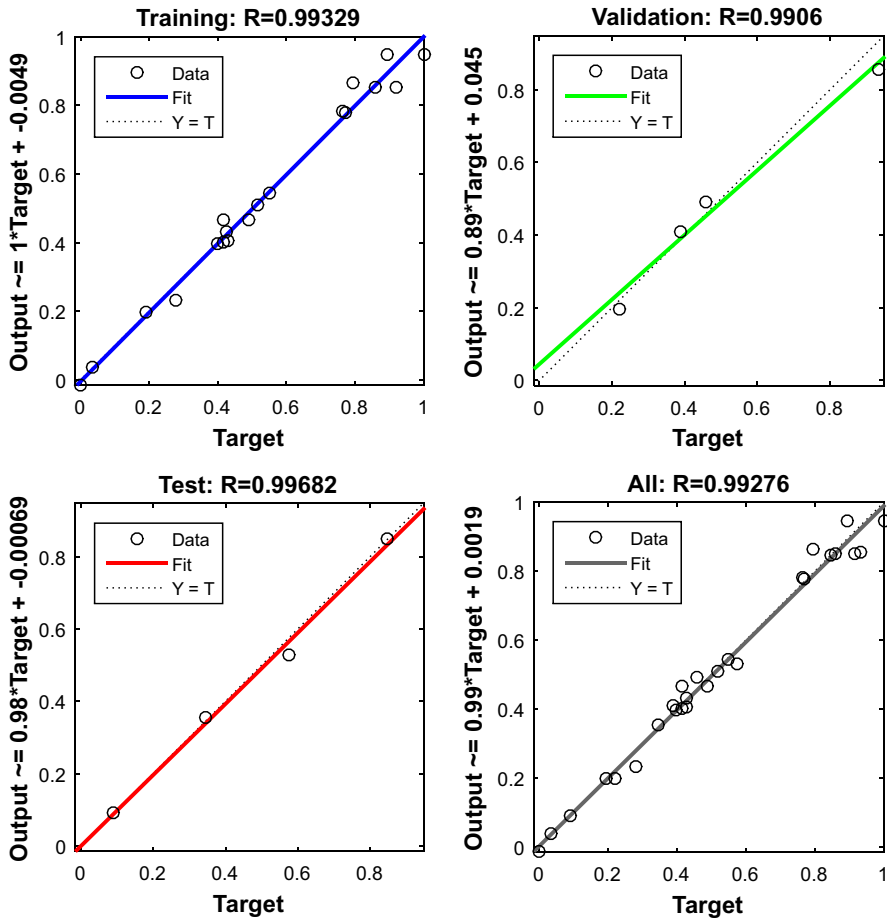 Training: R=0.99329
Output ~= 1*Target + -0.0049
1
0.8
0.6
0.4
0.2
0
Data
Fit
Y = T
0
0.2
0.4
0.6
0.8
1
Target
Validation: R=0.9906
Output ~= 0.89*Target + 0.045
0.8
0.6
0.4
0.2
0
Data
Fit
Y = T
0
0.2
0.4
0.6
0.8
Target
Test: R=0.99682
Output ~= 0.98*Target + -0.00069
0.8
0.6
0.4
0.2
0
Data
Fit
Y = T
0
0.2
0.4
0.6
0.8
Target
All: R=0.99276
Output ~= 0.99*Target + 0.0019
1
0.8
0.6
0.4
0.2
0
Data
Fit
Y = T
0
0.2
0.4
0.6
0.8
1
Target